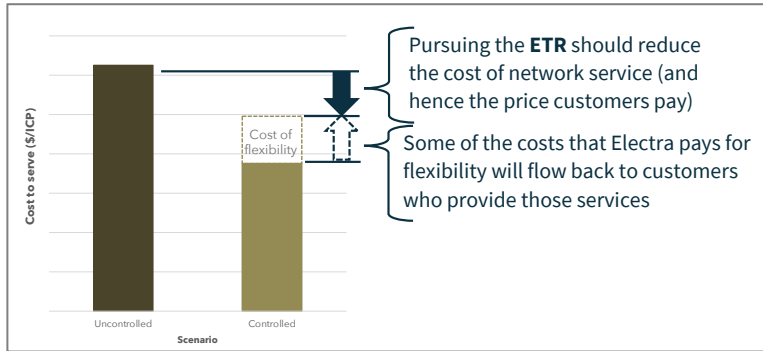 Pursuing the ETR should reduce
the cost of network service (and
hence the price customers pay)
Cost of
flexibility
Some of the costs that Electra pays for
flexibility will flow back to customers
who provide those services
Cost to serve ($/ICP)
Uncontrolled
Controlled
Scenario